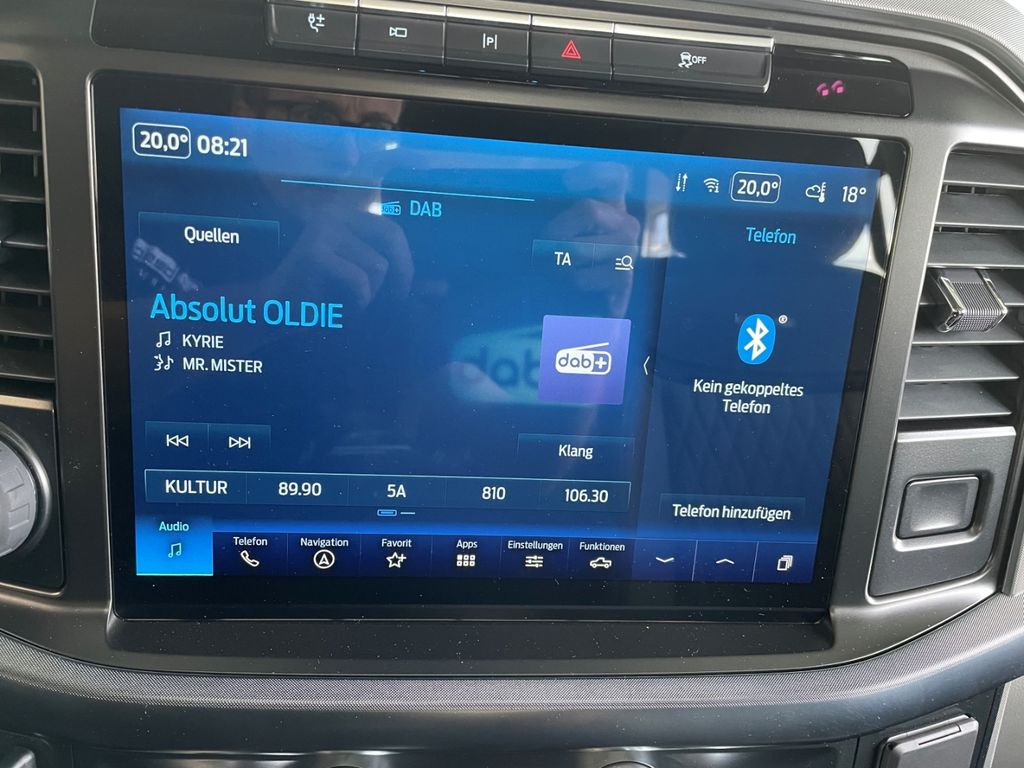 P
OFF
20,0° 08:21
20,0° 18°
dab+ DAB
Telefon
Quellen
TA
Absolut OLDIE
KYRIE
MR. MISTER
dab+
Kein gekoppeltes
Telefon
Klang
KULTUR 89.90 5A 810 106.30
Telefon hinzufügen
Audio Telefon Navigation Favorit Apps Einstellungen Funktionen